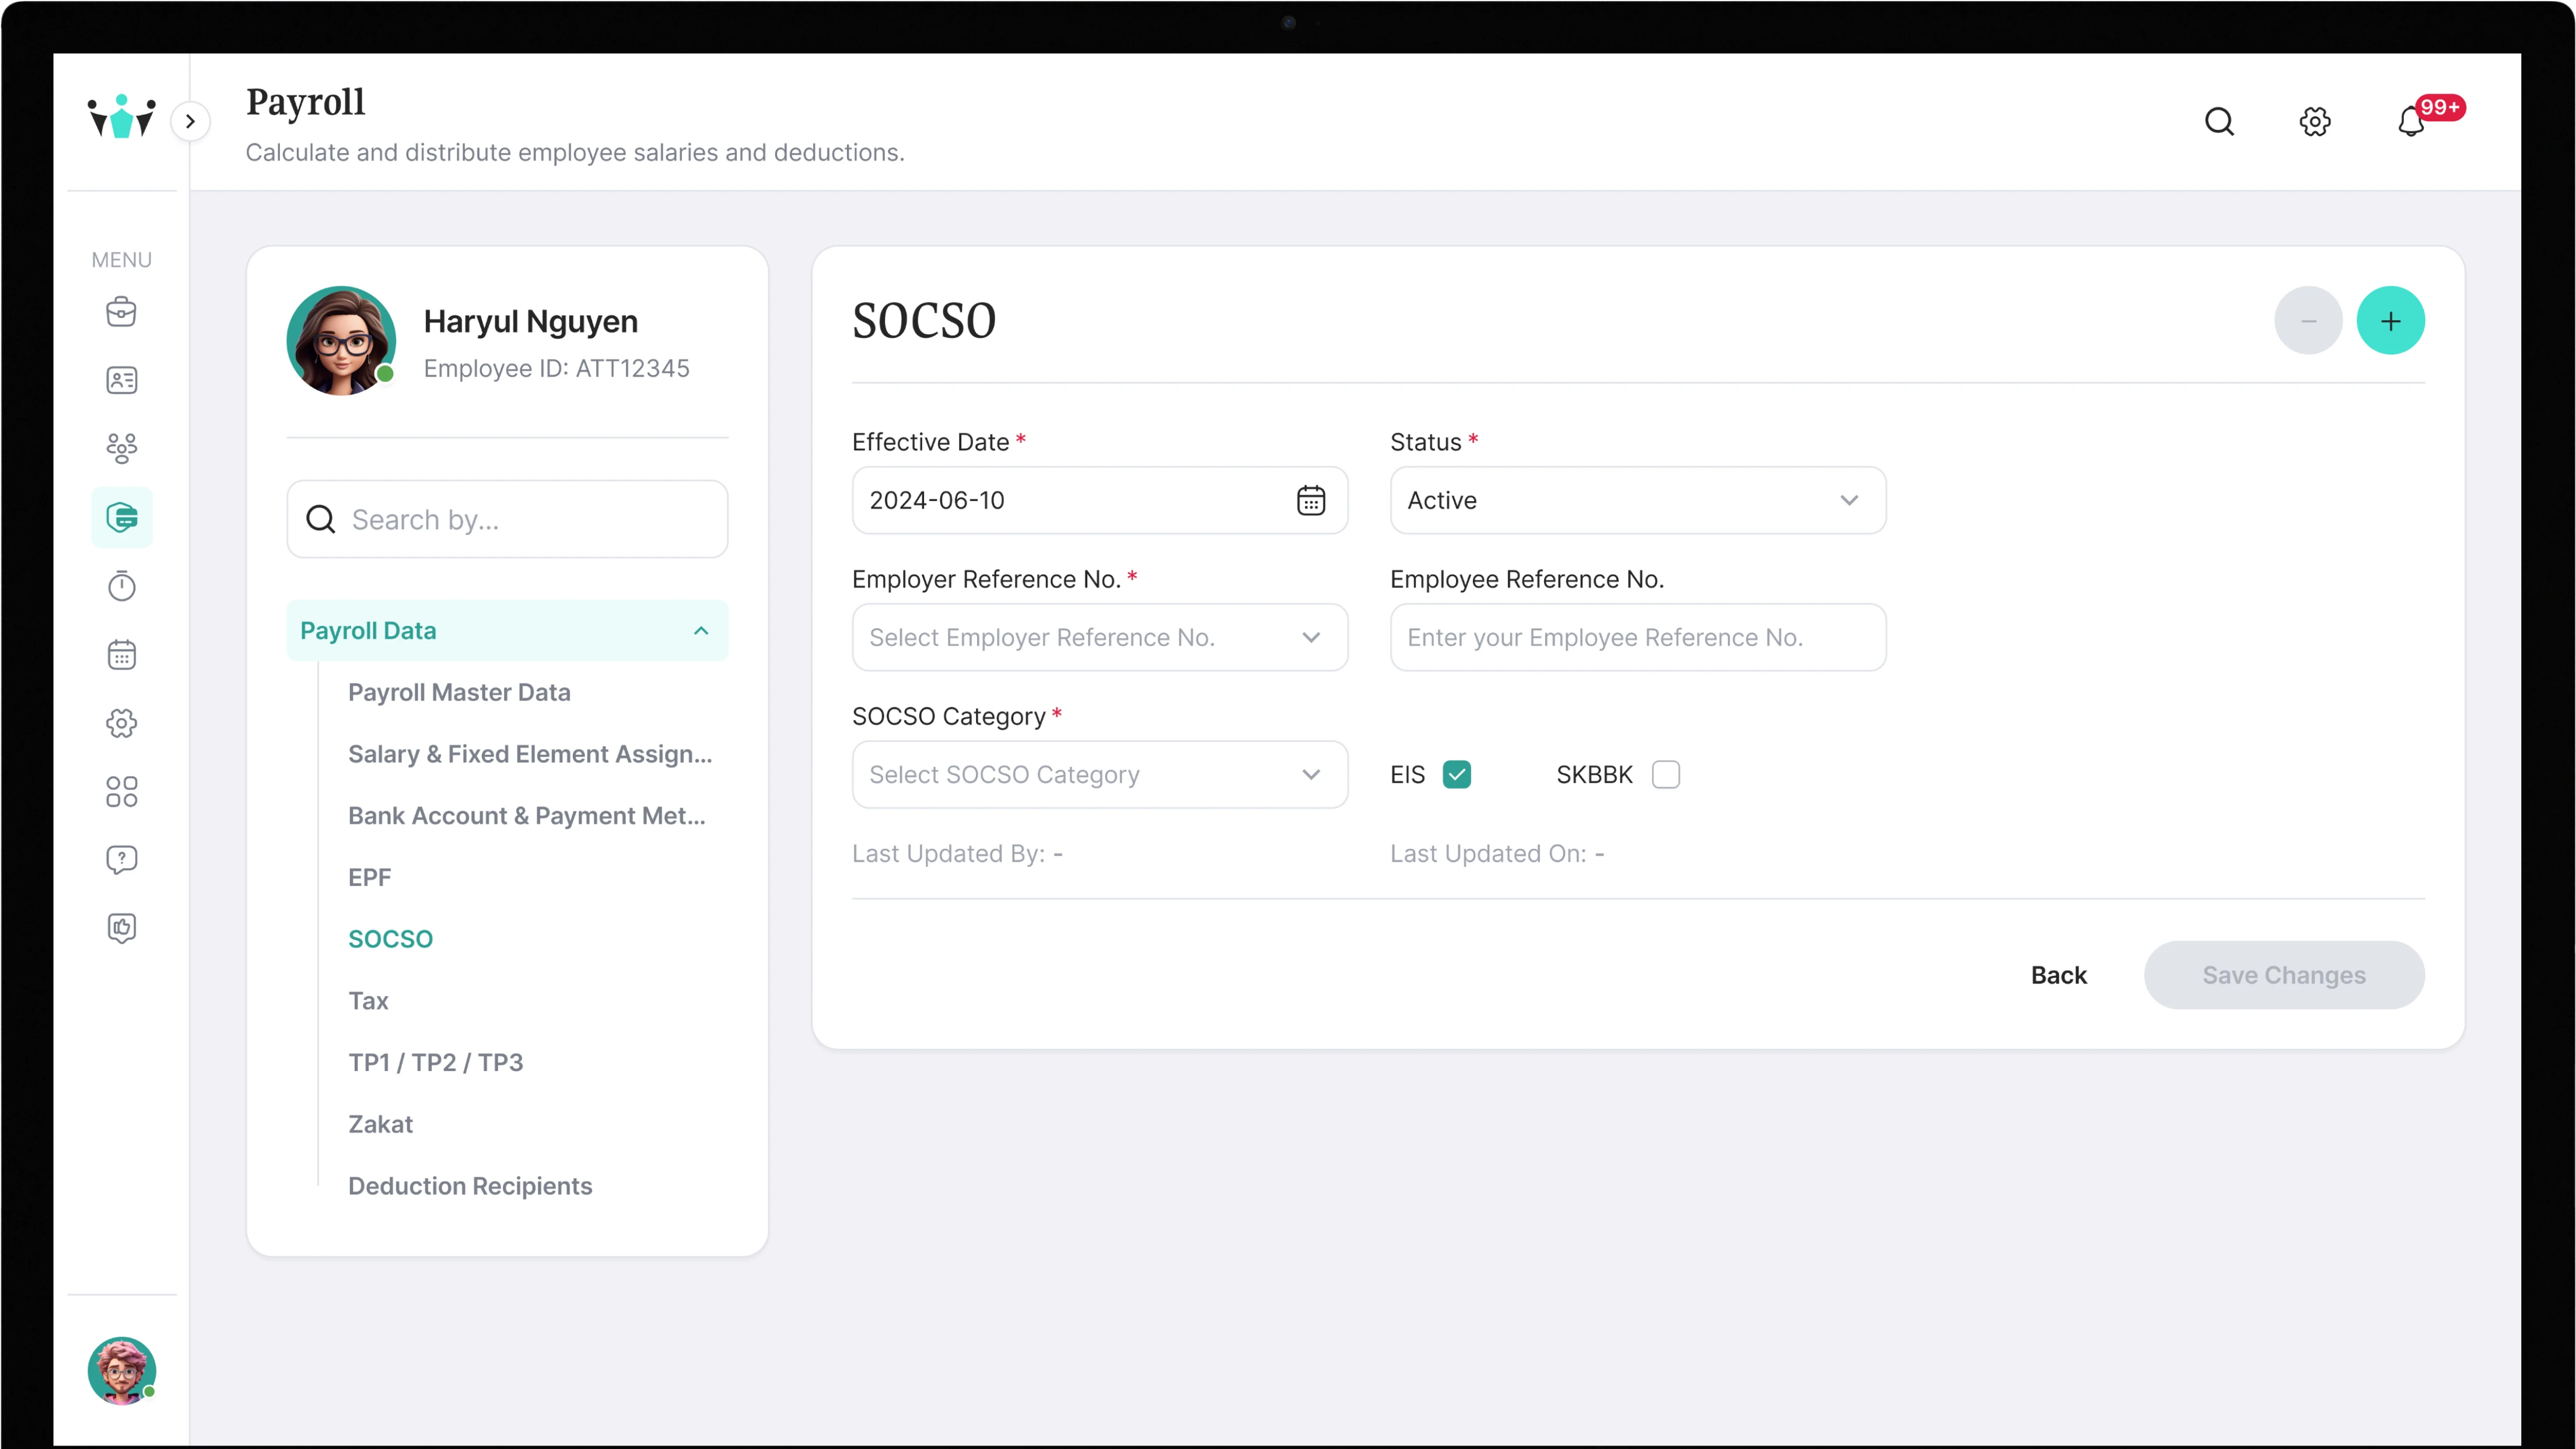 Payroll
Calculate and distribute employee salaries and deductions.
99+
MENU
Haryul Nguyen
Employee ID: ATT12345
Search by...
Payroll Data
Payroll Master Data
Salary & Fixed Element Assign...
Bank Account & Payment Met...
EPF
SOCSO
Tax
TP1 / TP2 / TP3
Zakat
Deduction Recipients
SOCSO
Effective Date *
Status *
2024-06-10
Active
Employer Reference No. *
Employee Reference No.
Select Employer Reference No.
Enter your Employee Reference No.
SOCSO Category *
Select SOCSO Category
EIS
SKBBK
Last Updated By: -
Last Updated On: -
Back
Save Changes